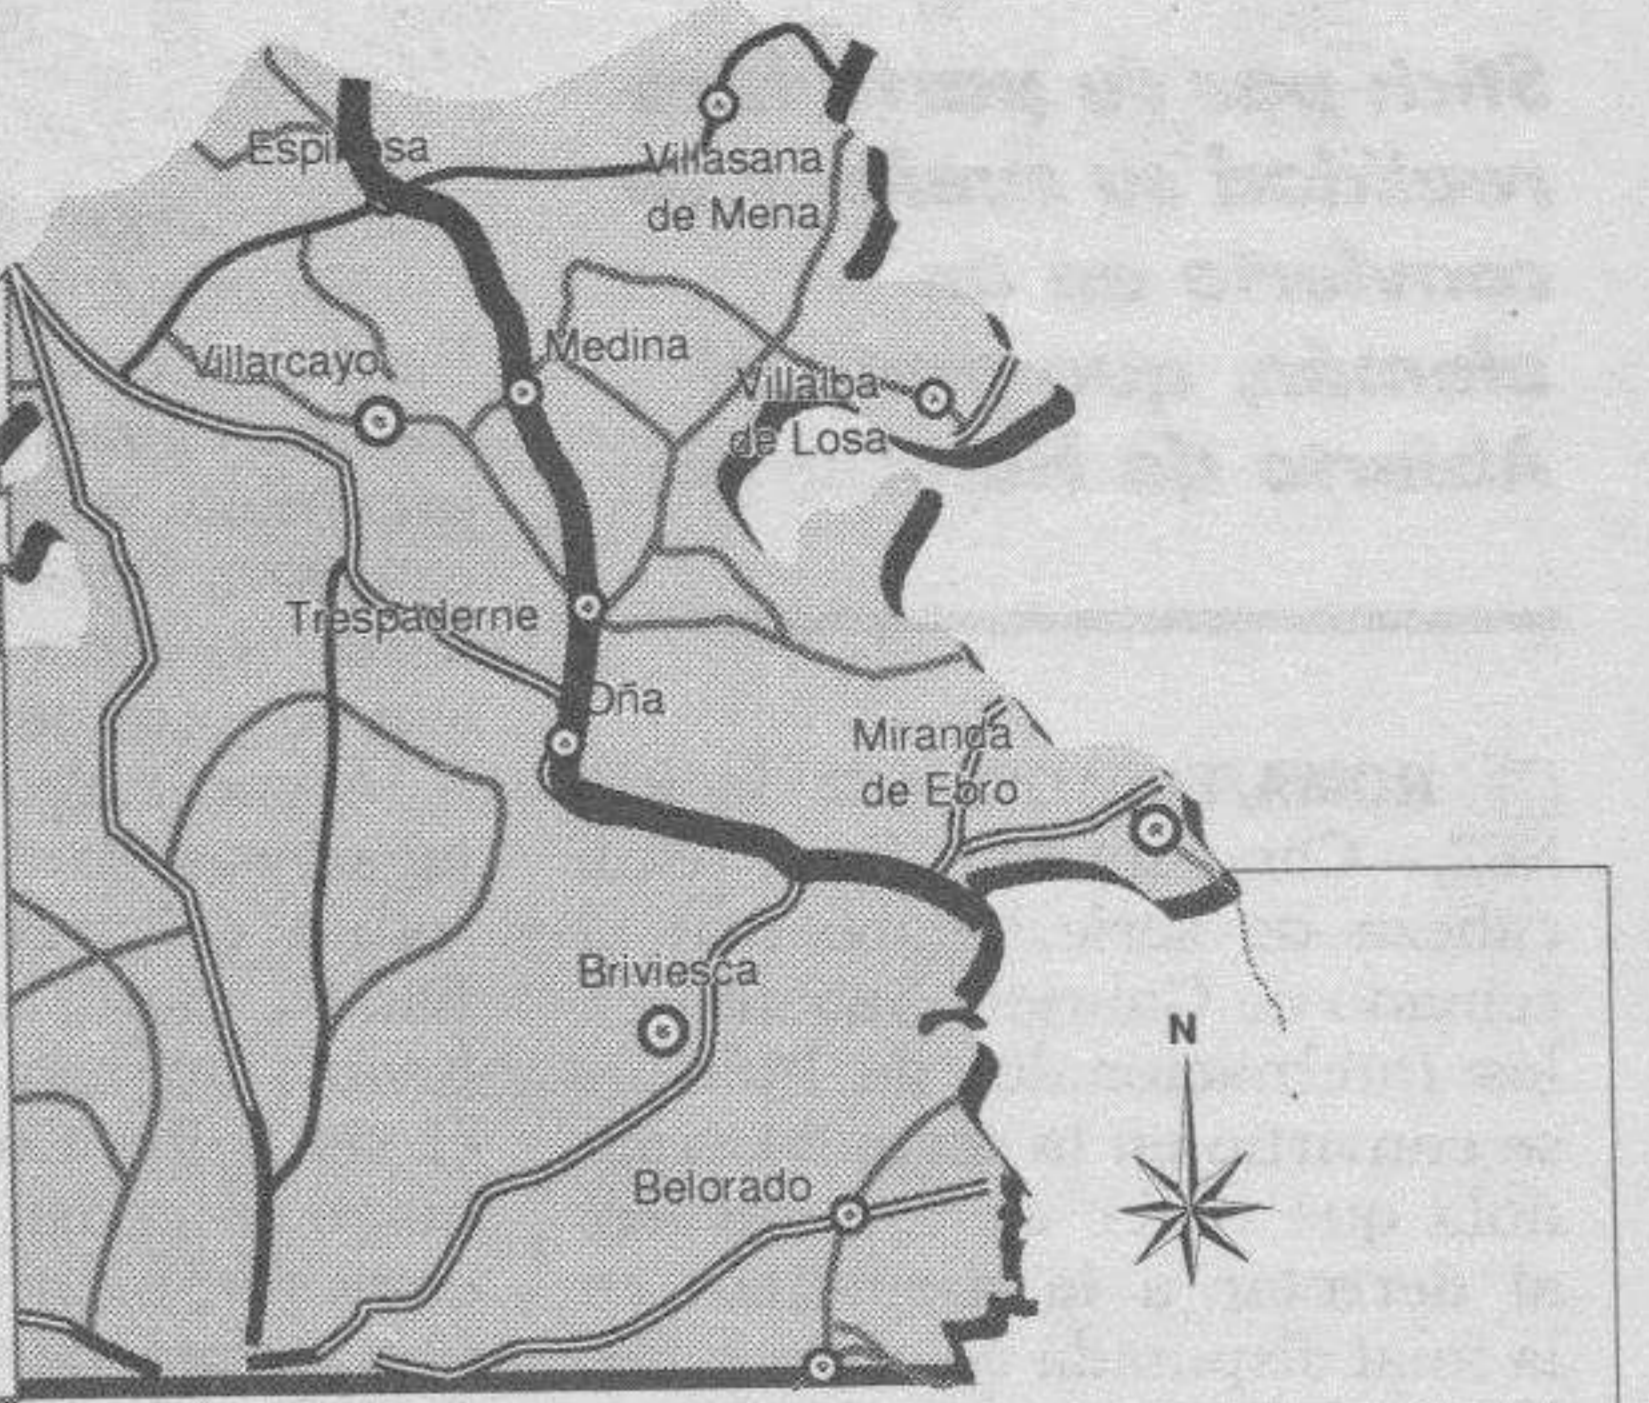 Espinosa
Villasana
de Mena
Villarcayo
Medina
Villalba
de Losa
Trespaderne
Oña
Miranda
de Ebro
Briviesca
N
Belorado